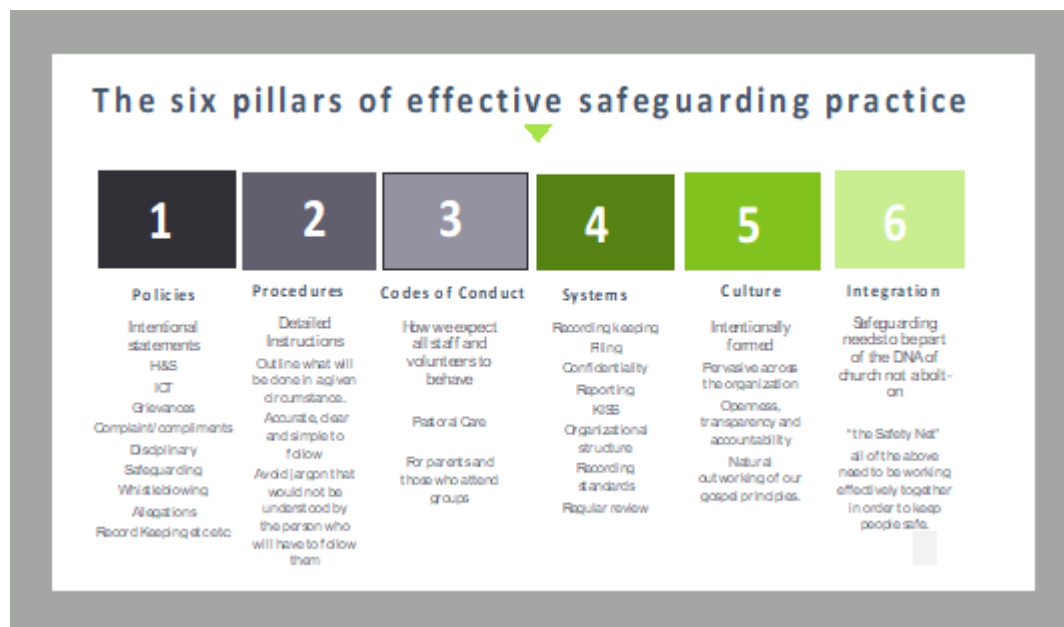 The six pillars of effective safeguarding practice
1
2
3
4
5
6
Policies
Intentional
statements
H&S
ICT
Grievances
Complaint/compliments
Disciplinary
Safeguarding
Whistleblowing
Allegations
Record Keeping etcetc
Procedures
Detailed
Instructions
Outline what will
be done in a given
circumstance.
Accurate, clear
and simple to
follow
Avoid jargon that
would not be
understood by
the person who
will have to follow
them
Codes of Conduct
How we expect
all staff and
volunteers to
behave
Pastoral Care
For parents and
those who attend
groups
Systems
Recording keeping
Filing
Confidentiality
Reporting
KISS
Organizational
structure
Recording
standards
Regular review
Culture
Intentionally
formed
Pervasive across
the organization
Openness,
transparency and
accountability
Natural
outworking of our
gospel principles.
Integration
Safeguarding
needs to be part
of the DNA of
church not a bolt-
on
"the Safety Net"
all of the above
need to be working
effectively together
in order to keep
people safe.